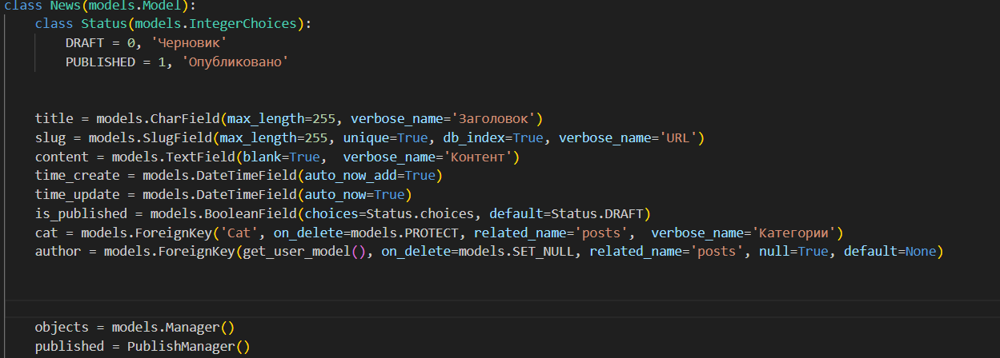 class News(models.Model):
class Status(models.IntegerChoices):
DRAFT = 0, 'Черновик'
PUBLISHED = 1, 'Опубликовано'
title = models.CharField(max_length=255, verbose_name='Заголовок')
slug = models.SlugField(max_length=255, unique=True, db_index=True, verbose_name='URL')
content = models.TextField(blank=True,  verbose_name='Контент')
time_create = models.DateTimeField(auto_now_add=True)
time_update = models.DateTimeField(auto_now=True)
is_published = models.BooleanField(choices=Status.choices, default=Status.DRAFT)
cat = models.ForeignKey('Cat', on_delete=models.PROTECT, related_name='posts',  verbose_name='Категории')
author = models.ForeignKey(get_user_model(), on_delete=models.SET_NULL, related_name='posts', null=True, default=None)
objects = models.Manager()
published = PublishManager()